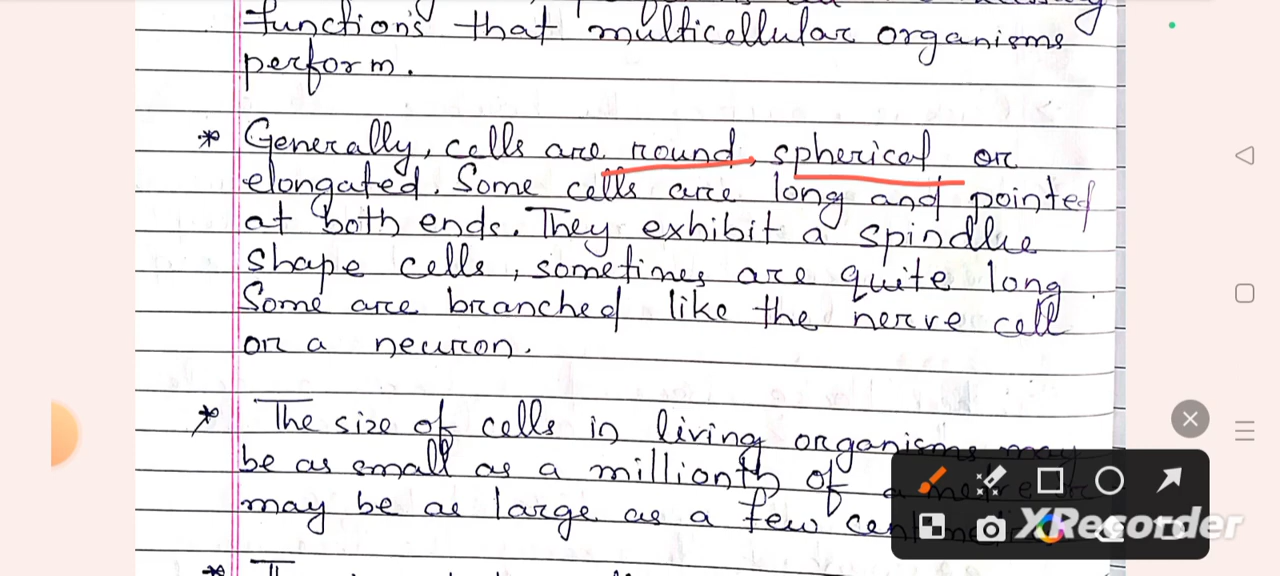 functions that multicellular organisms
perform.
* Generally, cells are round, spherical or
elongated. Some cells are long and pointed
at both ends. They exhibit a spindle
shape cells, sometimes are quite long.
Some are branched like the nerve cell
or a neuron.
* The size of cells in living organisms may
be as small as a millionth of a metre or
may be as large as a few
XRecorder